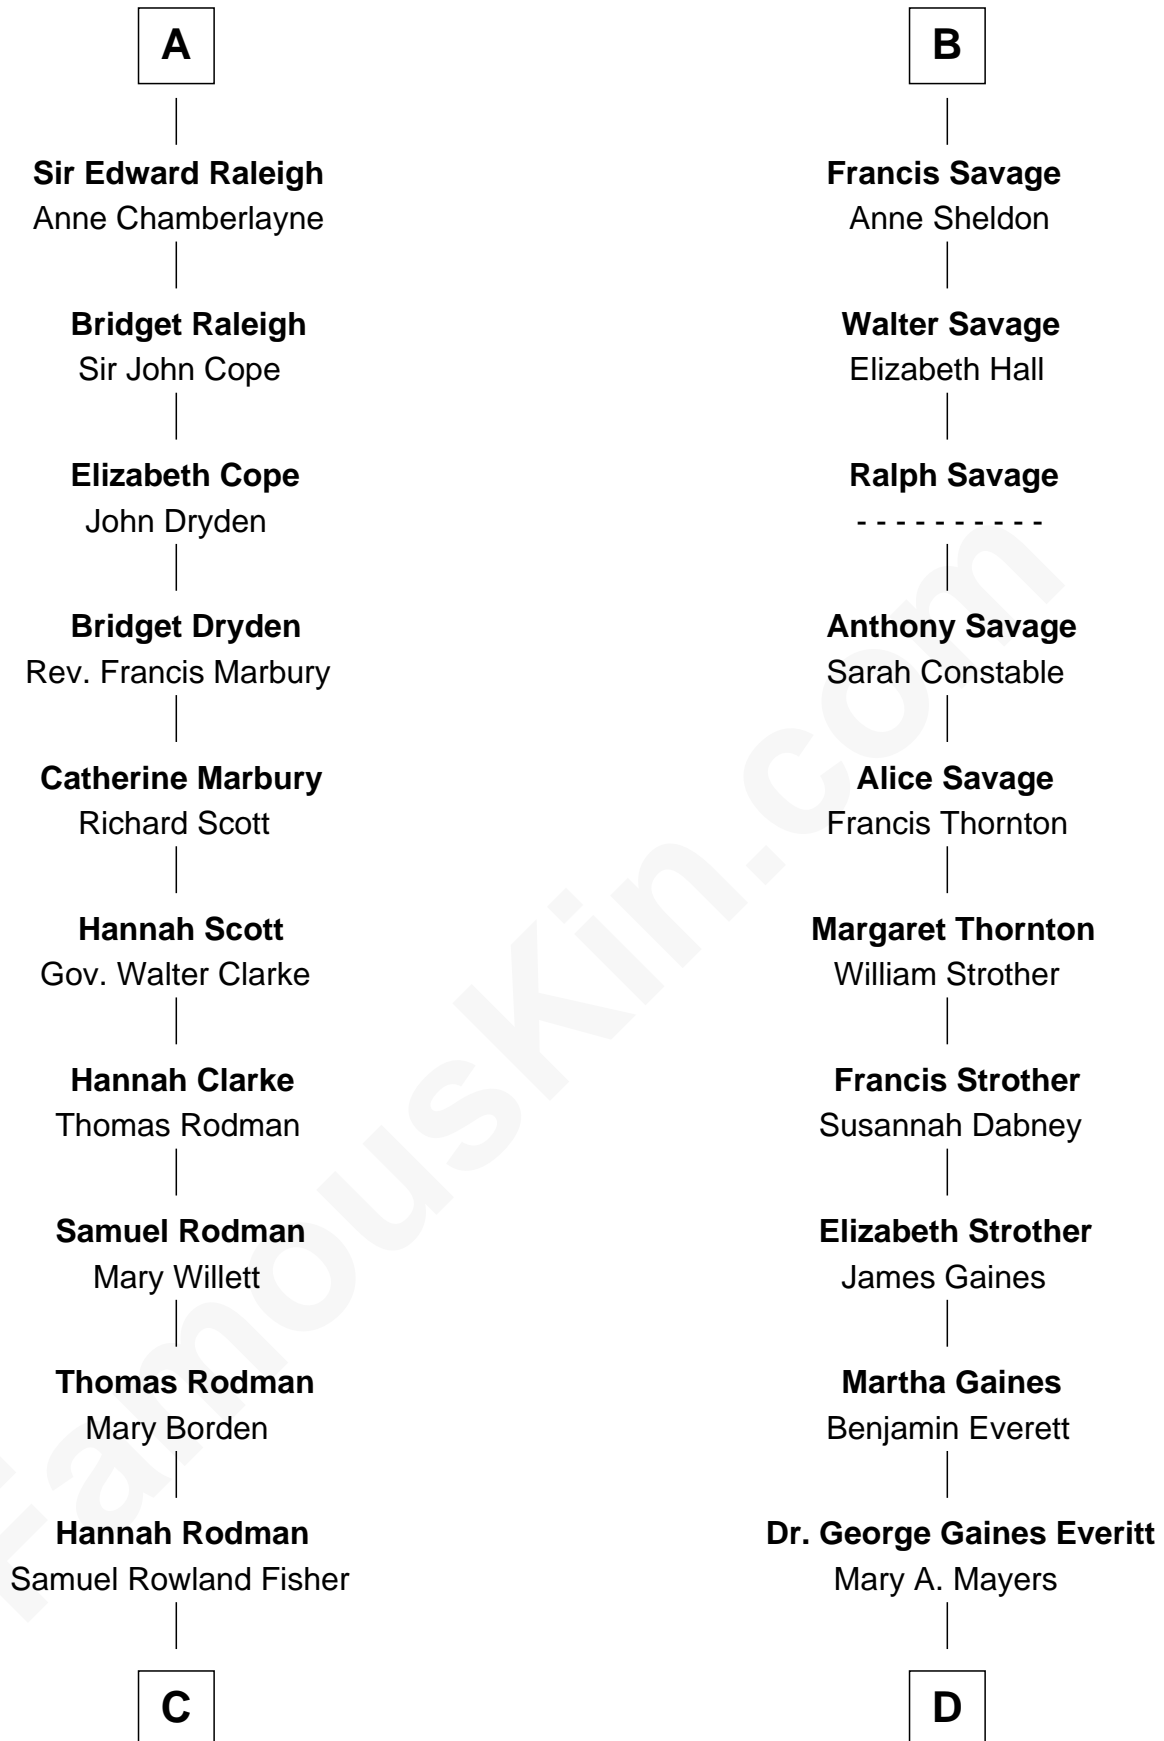 A
Sir Edward Raleigh
Anne Chamberlayne
Bridget Raleigh
Sir John Cope
Elizabeth Cope
John Dryden
Bridget Dryden
Rev. Francis Marbury
Catherine Marbury
Richard Scott
Hannah Scott
Gov. Walter Clarke
Hannah Clarke
Thomas Rodman
Samuel Rodman
Mary Willett
Thomas Rodman
Mary Borden
Hannah Rodman
Samuel Rowland Fisher
C
B
Francis Savage
Anne Sheldon
Walter Savage
Elizabeth Hall
Ralph Savage
- - - - - - - - - -
Anthony Savage
Sarah Constable
Alice Savage
Francis Thornton
Margaret Thornton
William Strother
Francis Strother
Susannah Dabney
Elizabeth Strother
James Gaines
Martha Gaines
Benjamin Everett
Dr. George Gaines Everitt
Mary A. Mayers
D
FamousKin.com